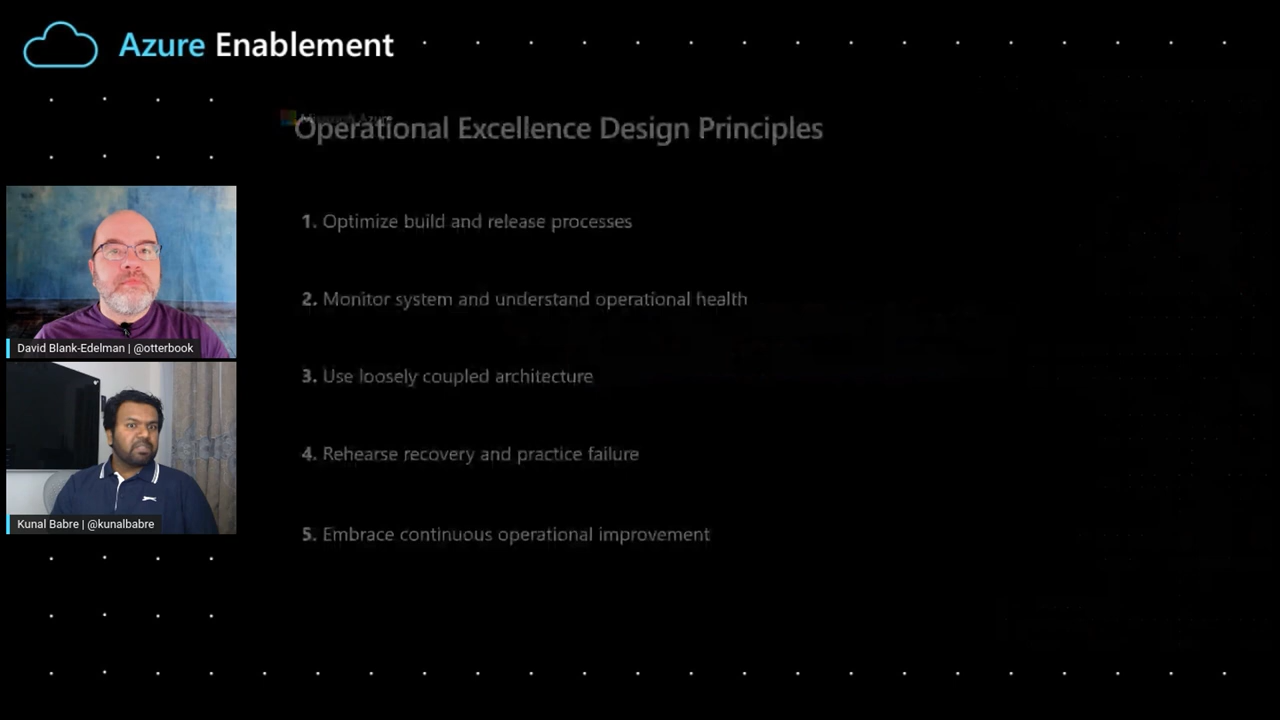 Azure Enablement
Microsoft Azure
Operational Excellence Design Principles
1. Optimize build and release processes
2. Monitor system and understand operational health
3. Use loosely coupled architecture
4. Rehearse recovery and practice failure
5. Embrace continuous operational improvement
David Blank-Edelman | @otterbook
Kunal Babre | @kunalbabre